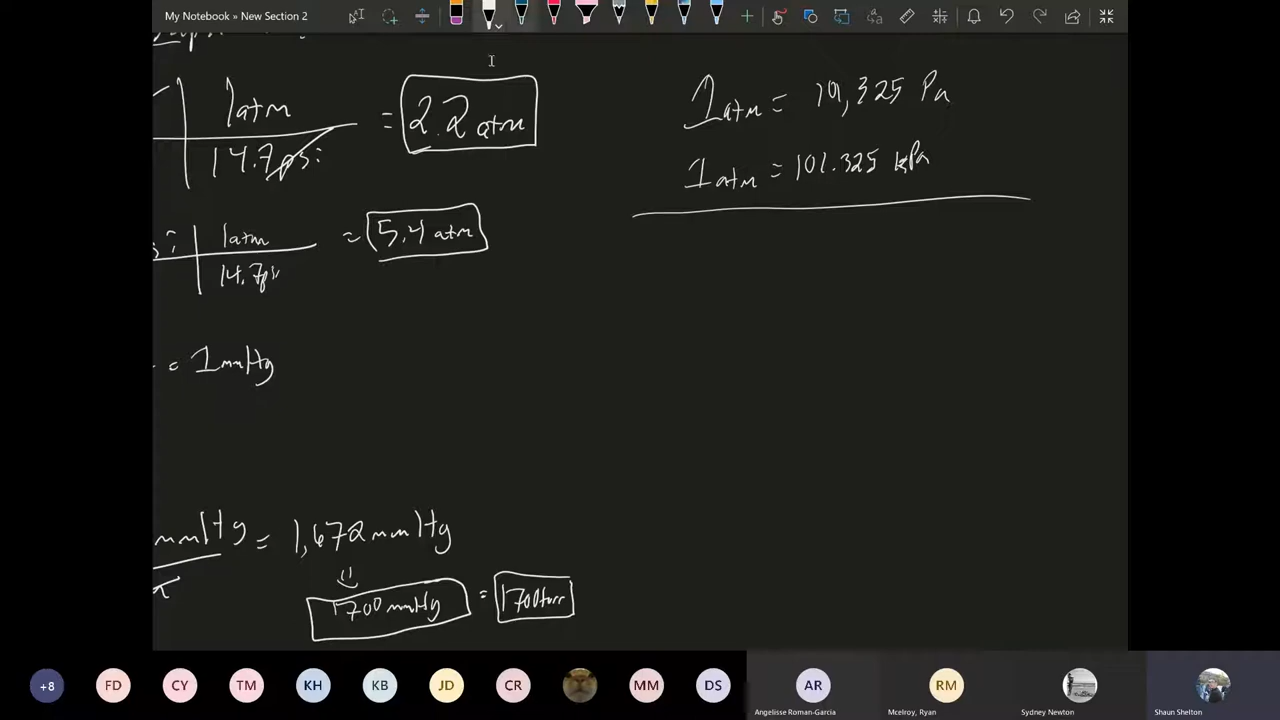 My Notebook » New Section 2
1atm
14.7psi
= 2.2 atm
1atm = 101,325 Pa
1atm = 101.325 kPa
1atm
14.7psi
= 5.4 atm
= 1mmHg
mmHg = 1,672 mmHg
1700 mmHg = 1700torr
+8 FD CY TM KH KB JD CR MM DS AR RM
Angelisse Roman-Garcia Mcelroy, Ryan Sydney Newton Shaun Shelton